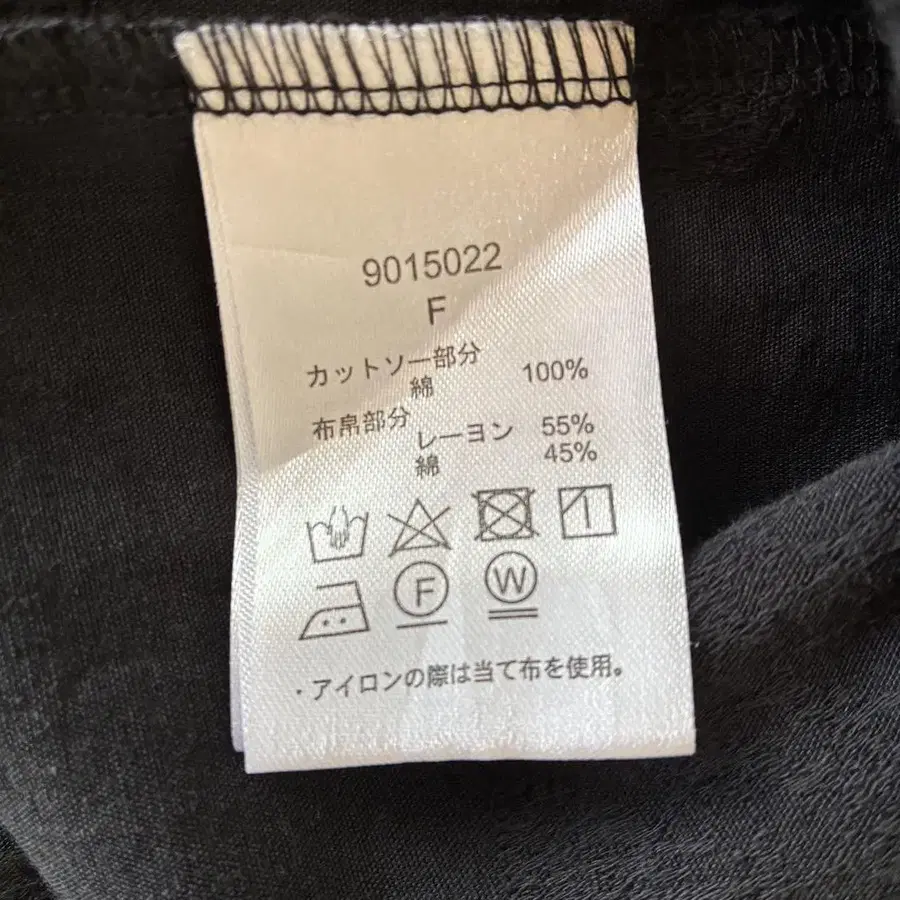 9015022
F
カットソー部分
綿 100%
布帛部分
レーヨン 55%
綿 45%
F W
・アイロンの際は当て布を使用。